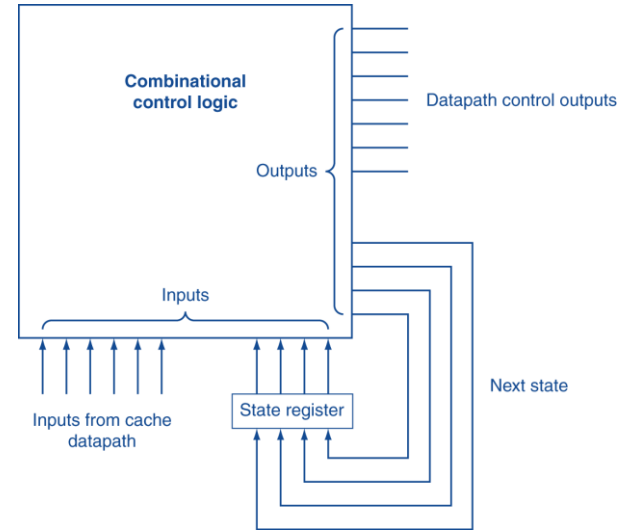 Combinational
control logic
Datapath control outputs
Outputs
Inputs
Next state
State register
Inputs from cache
datapath